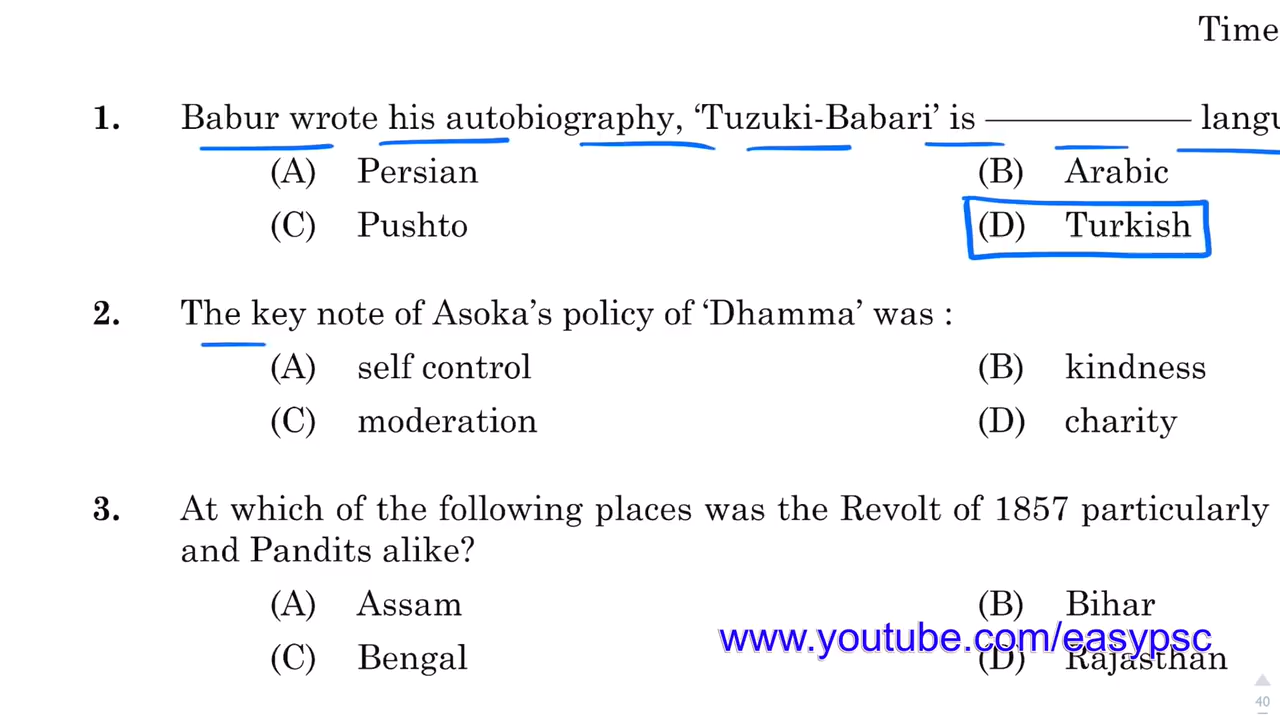 Time
1. Babur wrote his autobiography, ‘Tuzuki-Babari’ is ———————— langu
(A) Persian (B) Arabic
(C) Pushto (D) Turkish
2. The key note of Asoka’s policy of ‘Dhamma’ was :
(A) self control (B) kindness
(C) moderation (D) charity
3. At which of the following places was the Revolt of 1857 particularly
and Pandits alike?
(A) Assam (B) Bihar
www.youtube.com/easypsc
(C) Bengal (D) Rajasthan
40